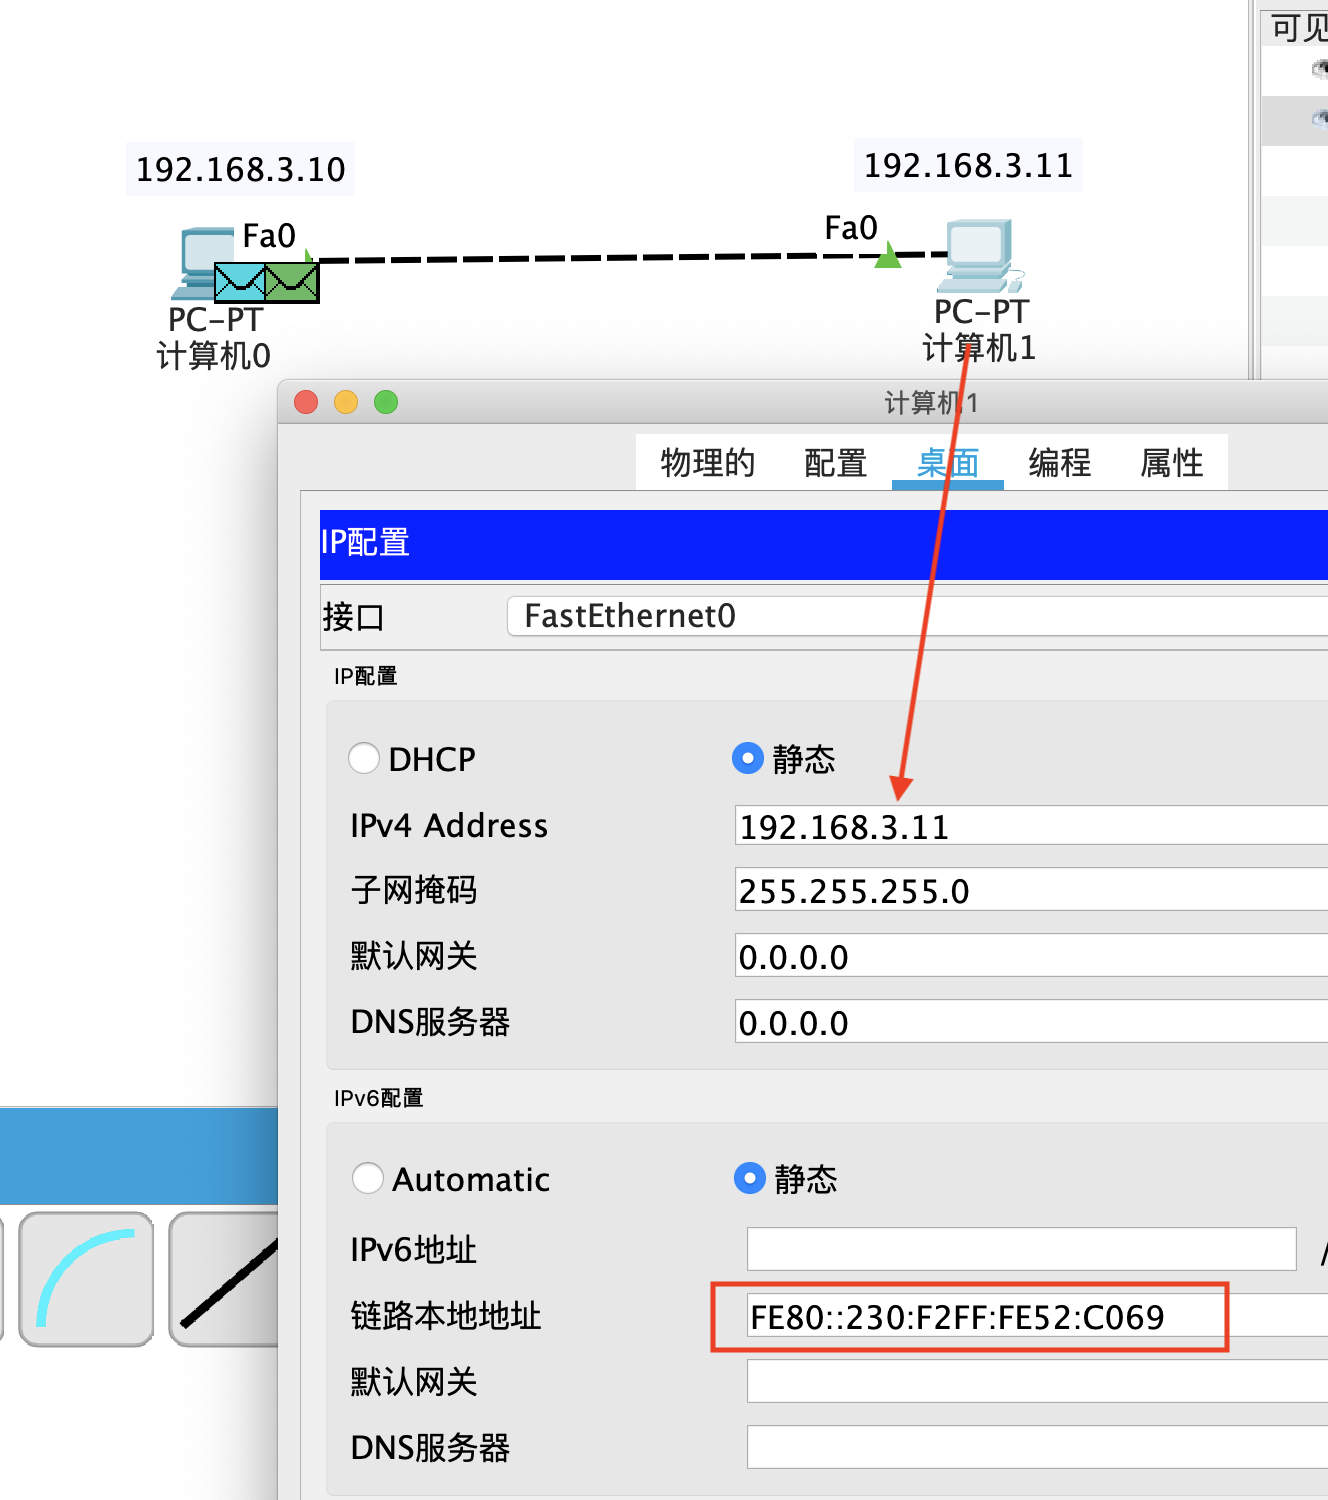 可见
192.168.3.10
192.168.3.11
Fa0
Fa0
PC-PT
计算机0
PC-PT
计算机1
计算机1
物理的 配置 桌面 编程 属性
IP配置
接口 FastEthernet0
IP配置
DHCP 静态
IPv4 Address 192.168.3.11
子网掩码 255.255.255.0
默认网关 0.0.0.0
DNS服务器 0.0.0.0
IPv6配置
Automatic 静态
IPv6地址 /
链路本地地址 FE80::230:F2FF:FE52:C069
默认网关
DNS服务器